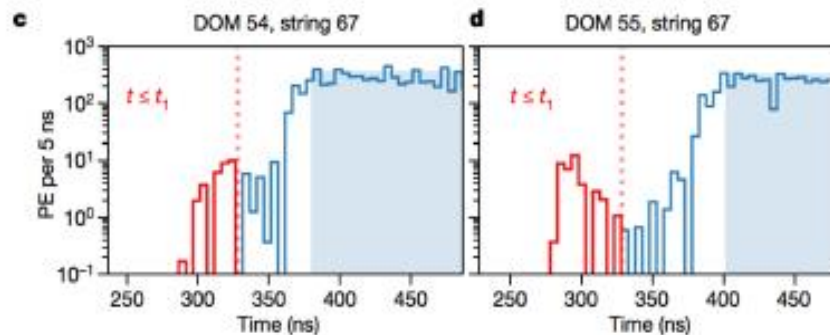 c DOM 54, string 67
d DOM 55, string 67
PE per 5 ns
10³
10²
10¹
10⁰
10⁻¹
t ≤ t₁
t ≤ t₁
250 300 350 400 450
250 300 350 400 450
Time (ns)
Time (ns)